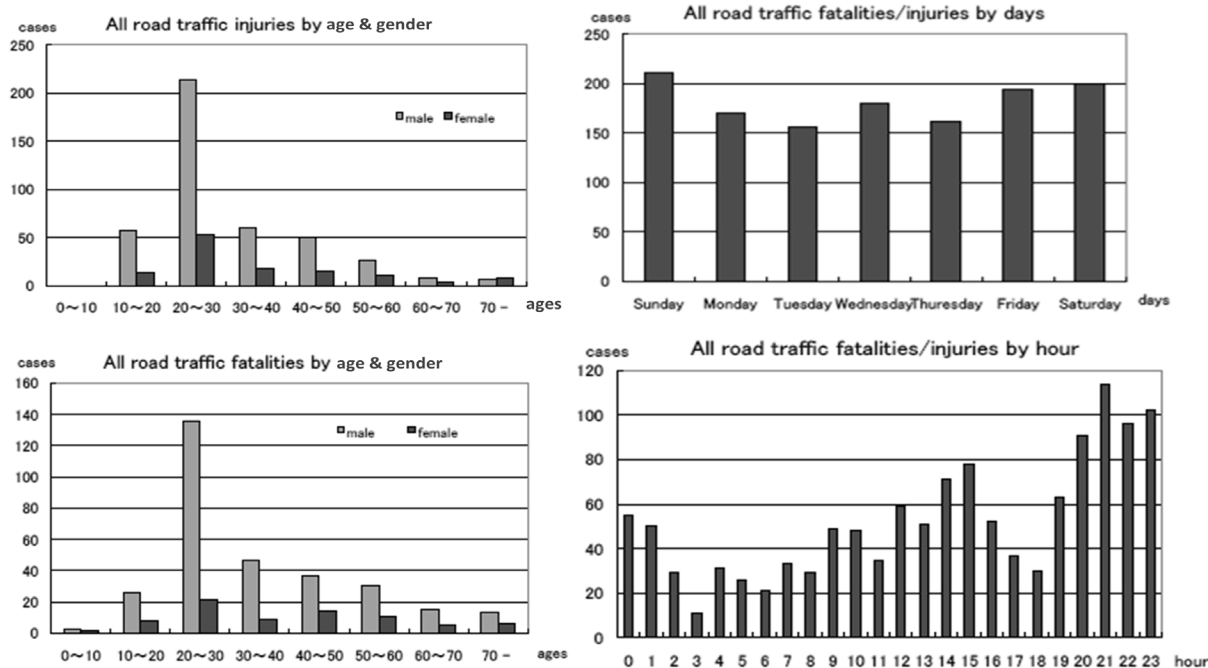 All road traffic injuries by age & gender
cases
250
200
150
100
50
0
male female
0～10 10～20 20～30 30～40 40～50 50～60 60～70 70－ ages
All road traffic fatalities/injuries by days
cases
250
200
150
100
50
0
Sunday Monday Tuesday Wednesday Thuresday Friday Saturday days
All road traffic fatalities by age & gender
cases
160
140
120
100
80
60
40
20
0
male female
0～10 10～20 20～30 30～40 40～50 50～60 60～70 70－ ages
All road traffic fatalities/injuries by hour
cases
120
100
80
60
40
20
0
0 1 2 3 4 5 6 7 8 9 10 11 12 13 14 15 16 17 18 19 20 21 22 23 hour